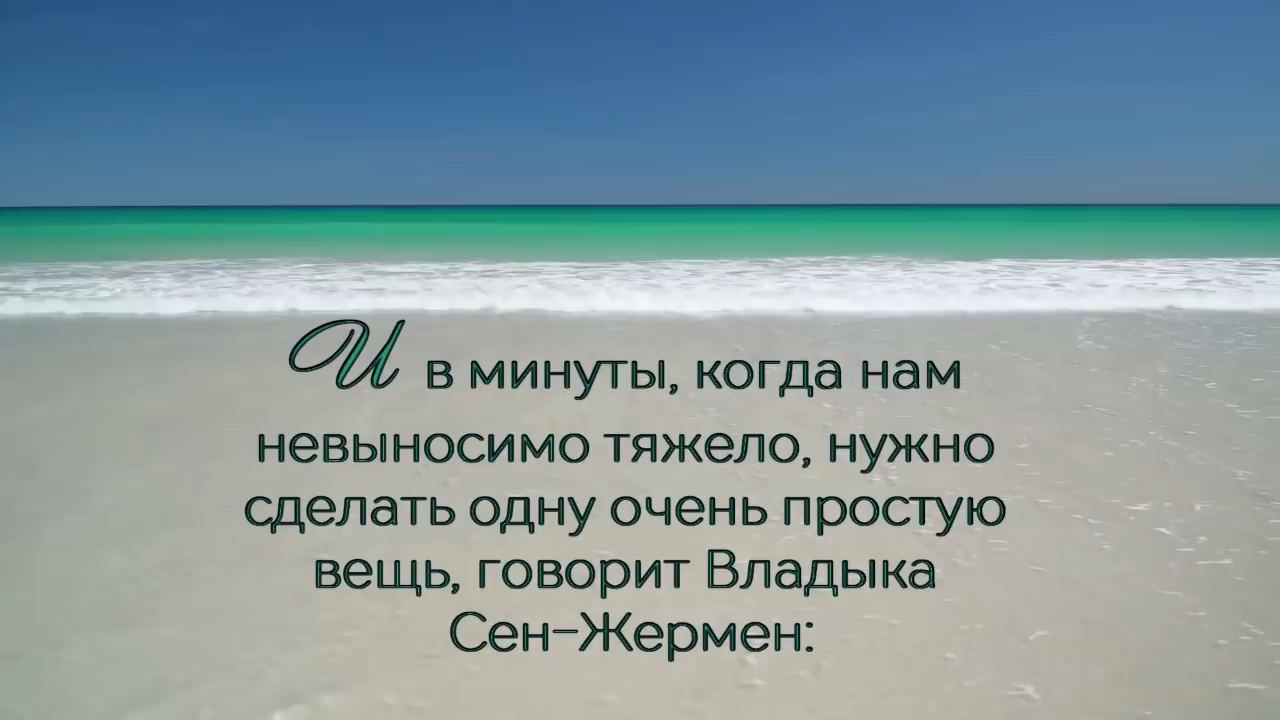 И в минуты, когда нам
невыносимо тяжело, нужно
сделать одну очень простую
вещь, говорит Владыка
Сен-Жермен: